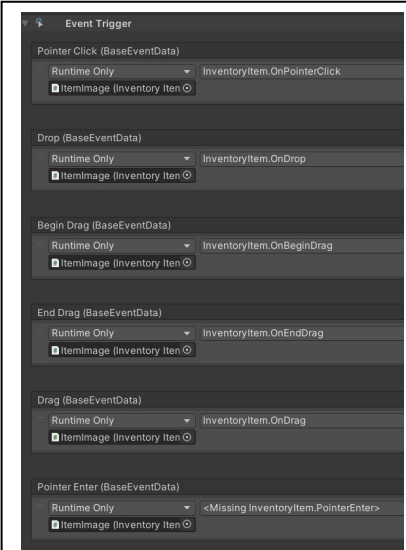 Event Trigger
Pointer Click (BaseEventData)
Runtime Only InventoryItem.OnPointerClick
ItemImage (Inventory Iten
Drop (BaseEventData)
Runtime Only InventoryItem.OnDrop
ItemImage (Inventory Iten
Begin Drag (BaseEventData)
Runtime Only InventoryItem.OnBeginDrag
ItemImage (Inventory Iten
End Drag (BaseEventData)
Runtime Only InventoryItem.OnEndDrag
ItemImage (Inventory Iten
Drag (BaseEventData)
Runtime Only InventoryItem.OnDrag
ItemImage (Inventory Iten
Pointer Enter (BaseEventData)
Runtime Only <Missing InventoryItem.PointerEnter>
ItemImage (Inventory Iten